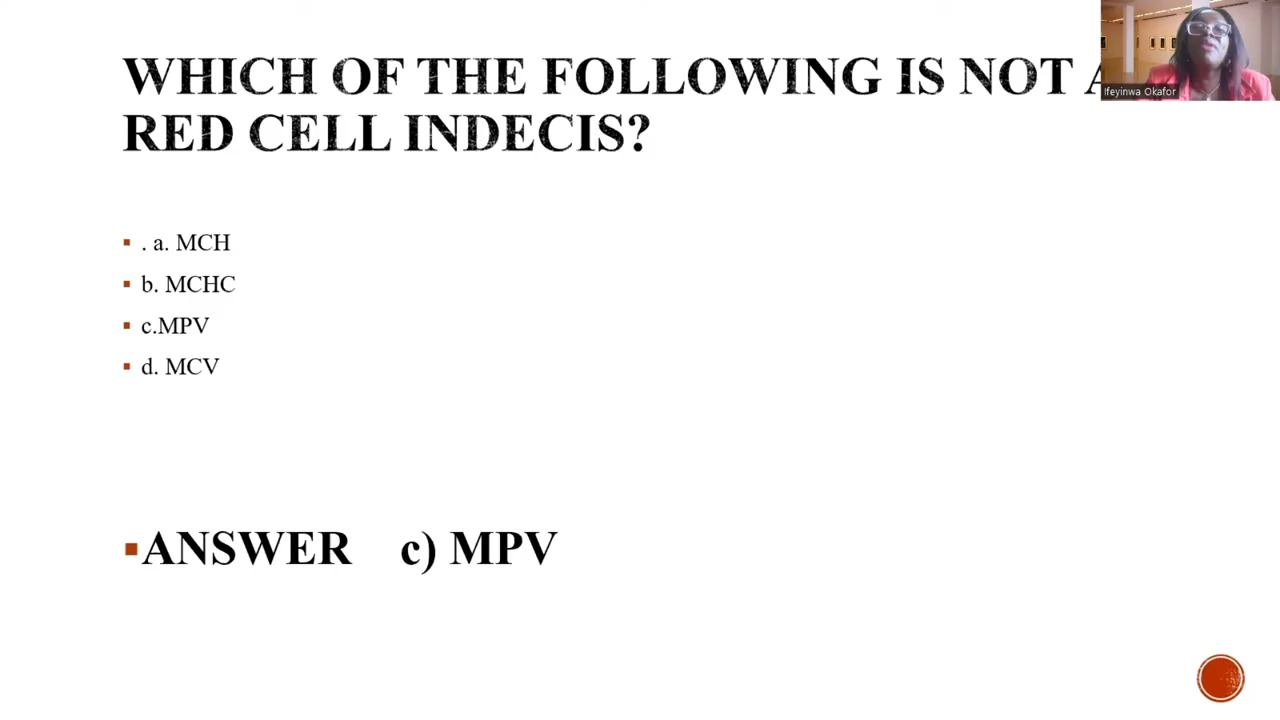 WHICH OF THE FOLLOWING IS NOT A
RED CELL INDECIS?
Ifeyinwa Okafor
. a. MCH
b. MCHC
c.MPV
d. MCV
ANSWER c) MPV